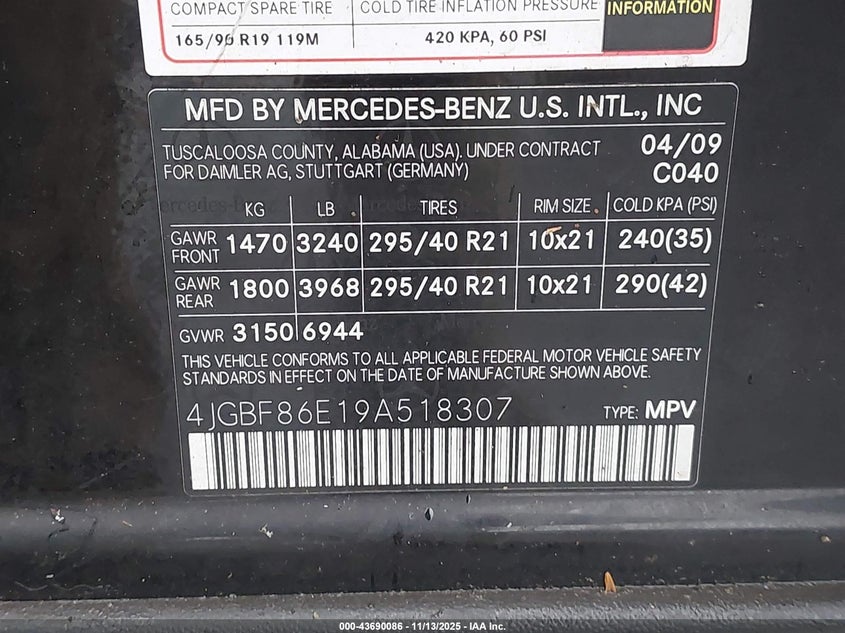 COMPACT SPARE TIRE COLD TIRE INFLATION PRESSURE INFORMATION
165/90 R19 119M 420 KPA, 60 PSI
MFD BY MERCEDES-BENZ U.S. INTL., INC
TUSCALOOSA COUNTY, ALABAMA (USA). UNDER CONTRACT 04/09
FOR DAIMLER AG, STUTTGART (GERMANY) C040
KG LB TIRES RIM SIZE COLD KPA (PSI)
GAWR FRONT 1470 3240 295/40 R21 10x21 240(35)
GAWR REAR 1800 3968 295/40 R21 10x21 290(42)
GVWR 3150 6944
THIS VEHICLE CONFORMS TO ALL APPLICABLE FEDERAL MOTOR VEHICLE SAFETY
STANDARDS IN EFFECT ON THE DATE OF MANUFACTURE SHOWN ABOVE.
4JGBF86E19A518307 TYPE: MPV
000-43690086 - 11/13/2025 - IAA Inc.